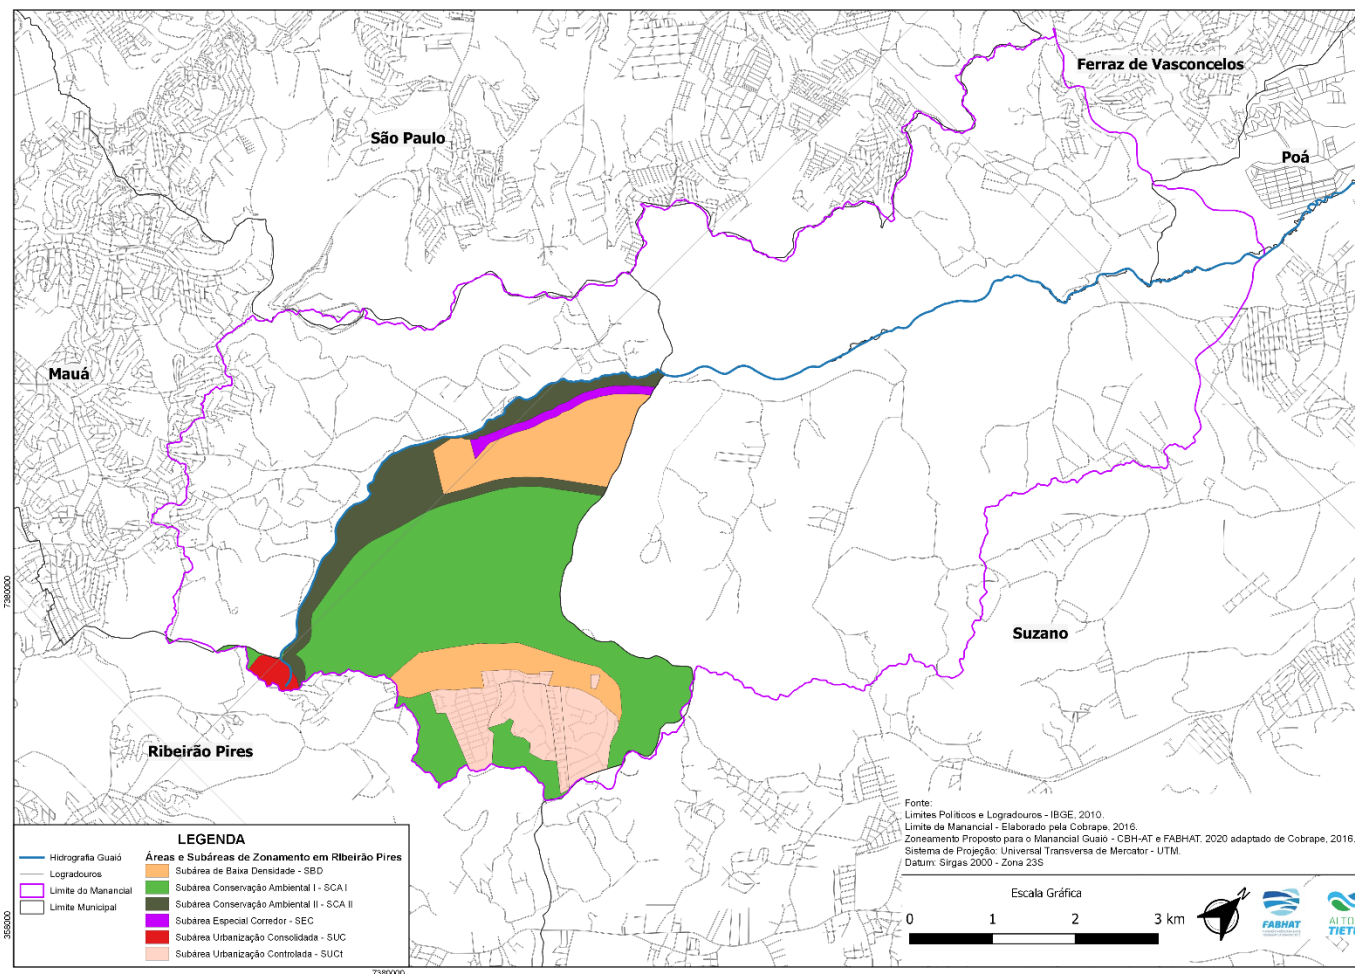 Ferraz de Vasconcelos
São Paulo
Poá
Mauá
7380000
Suzano
Ribeirão Pires
Fonte:
Limites Políticos e Logradouros - IBGE, 2010.
Limite de Manancial - Elaborado pela Cobrape, 2016.
Zoneamento Proposto para o Manancial Guaió - CBH-AT e FABHAT, 2020 adaptado de Cobrape, 2016.
Sistema de Projeção: Universal Transversa de Mercator - UTM.
Datum: Sirgas 2000 - Zona 23S
LEGENDA
Hidrografia Guaió
Logradouros
Limite do Manancial
Limite Municipal
Áreas e Subáreas de Zonamento em Ribeirão Pires
Subárea de Baixa Densidade - SBD
Subárea Conservação Ambiental I - SCA I
Subárea Conservação Ambiental II - SCA II
Subárea Especial Corredor - SEC
Subárea Urbanização Consolidada - SUC
Subárea Urbanização Controlada - SUCt
Escala Gráfica
0 1 2 3 km
N
FABHAT
ALTO
TIETÊ
358000
7380000